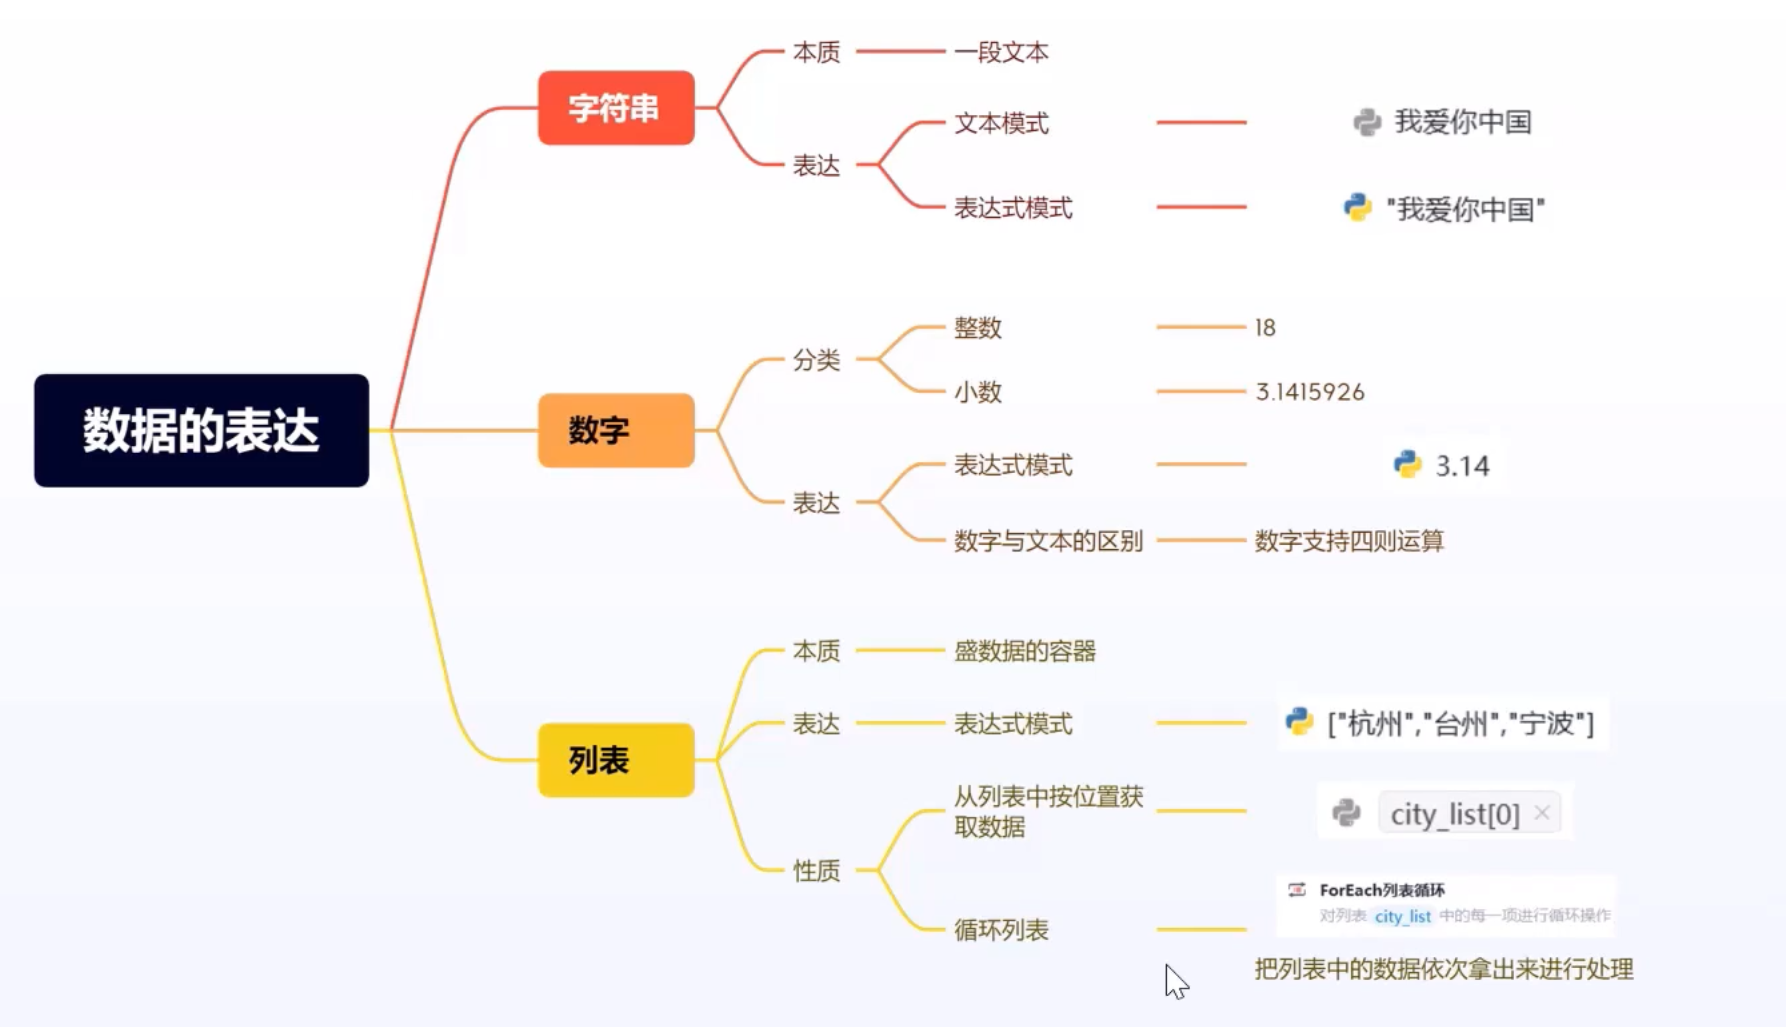 数据的表达
字符串
本质
一段文本
表达
文本模式
我爱你中国
表达式模式
"我爱你中国"
数字
分类
整数
18
小数
3.1415926
表达
表达式模式
3.14
数字与文本的区别
数字支持四则运算
列表
本质
盛数据的容器
表达
表达式模式
["杭州","台州","宁波"]
性质
从列表中按位置获
取数据
city_list[0] ×
循环列表
ForEach列表循环
对列表 city_list 中的每一项进行循环操作
把列表中的数据依次拿出来进行处理